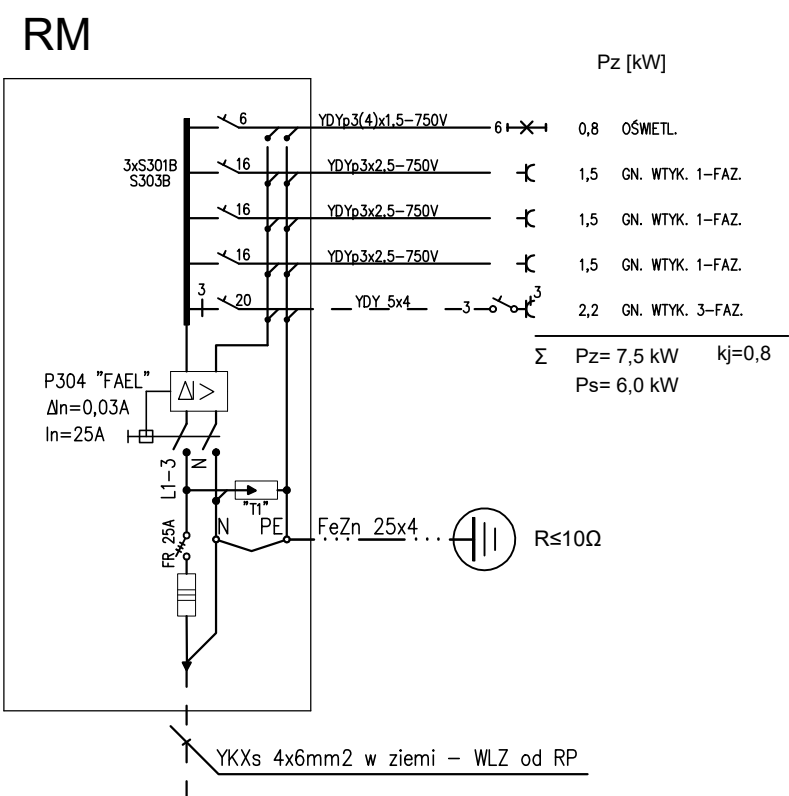 RM
Pz [kW]
6 YDYp3(4)x1,5-750V 6 0,8 OŚWIETL.
3xS301B
S303B
16 YDYp3x2,5-750V 1,5 GN. WTYK. 1-FAZ.
16 YDYp3x2,5-750V 1,5 GN. WTYK. 1-FAZ.
16 YDYp3x2,5-750V 1,5 GN. WTYK. 1-FAZ.
3 20 YDY 5x4 3 3 2,2 GN. WTYK. 3-FAZ.
Σ Pz= 7,5 kW kj=0,8
Ps= 6,0 kW
P304 "FAEL"
ΔIn=0,03A
In=25A
ΔI >
L1-3 N
"T1"
FR 25A
N PE FeZn 25x4 R≤10Ω
YKXs 4x6mm2 w ziemi - WLZ od RP